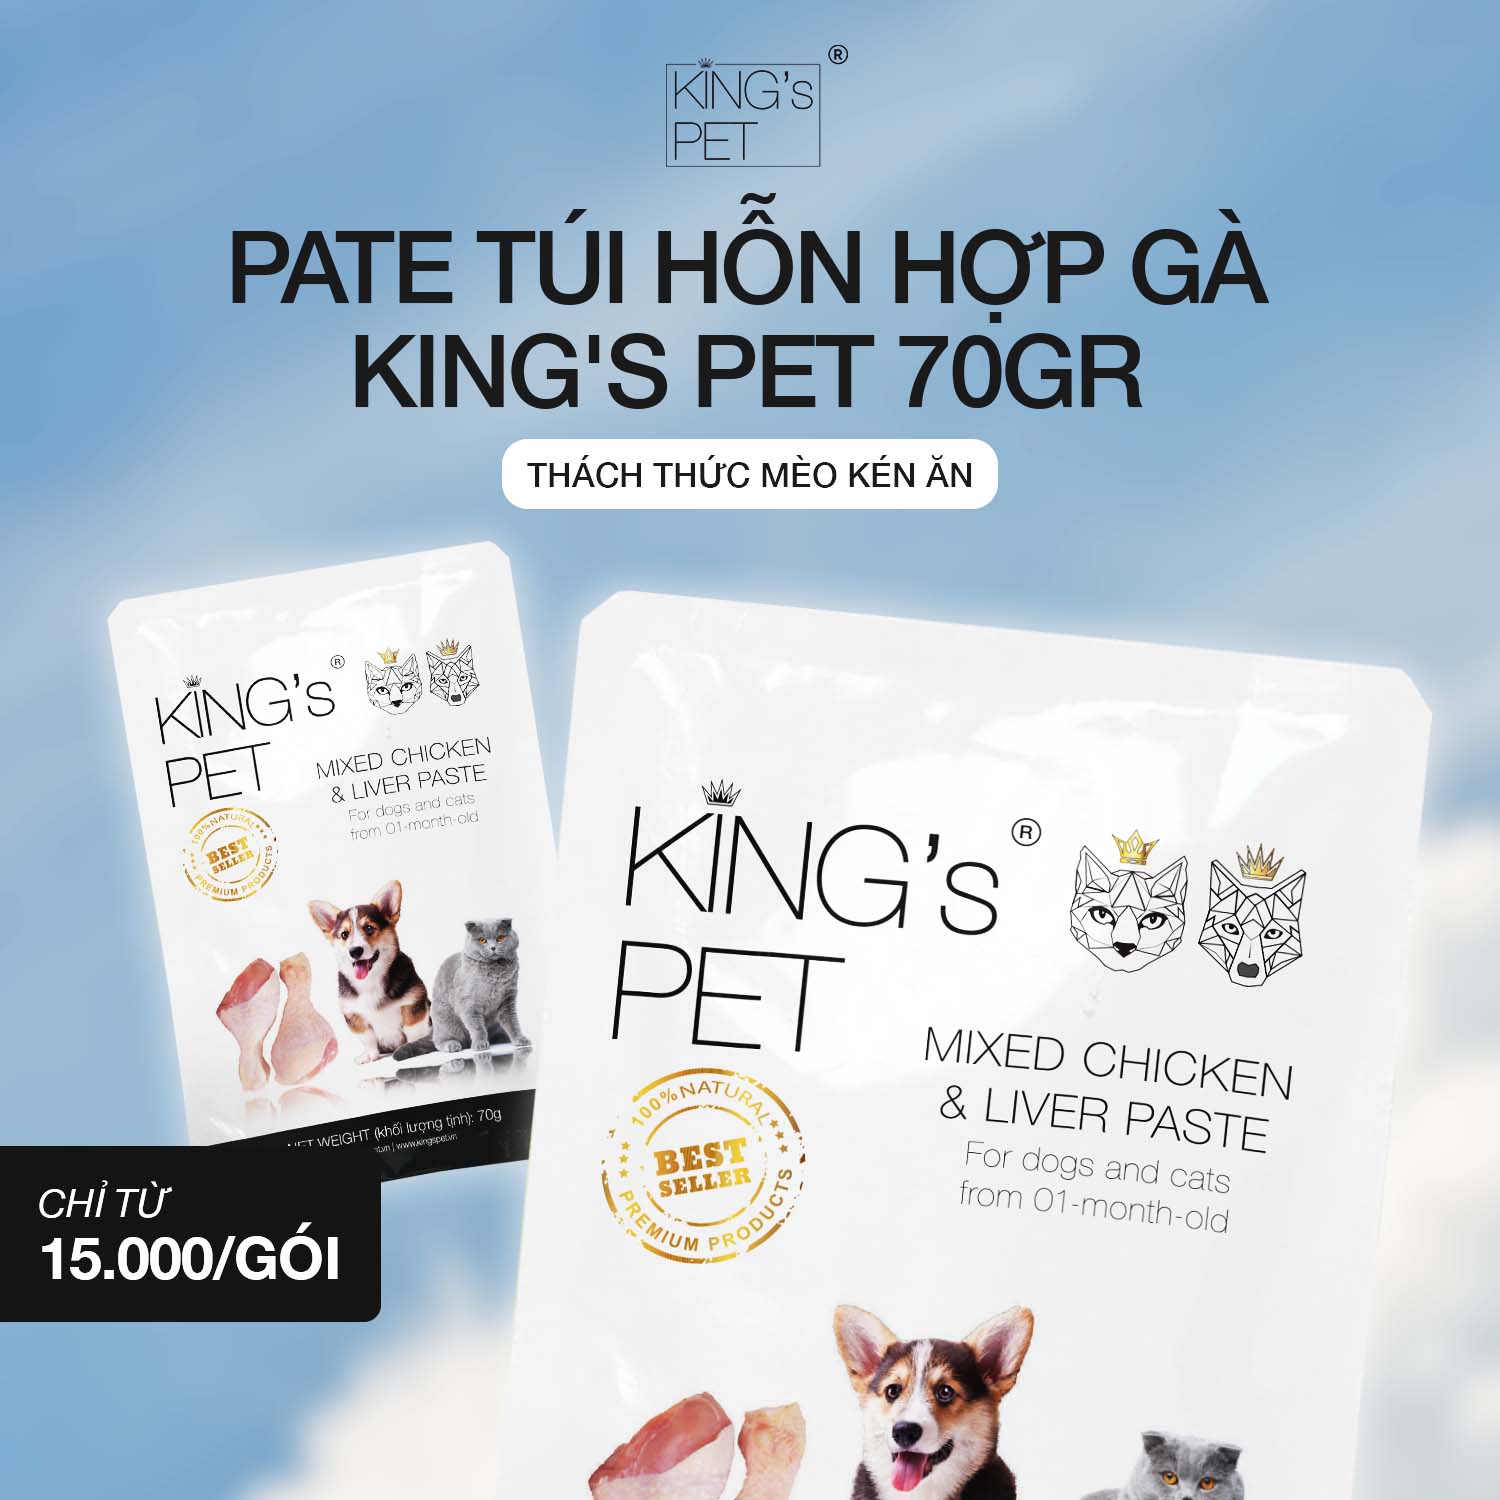 KING's ®
PET
PATE TÚI HỖN HỢP GÀ
KING'S PET 70GR
THÁCH THỨC MÈO KÉN ĂN
KING's ®
PET
MIXED CHICKEN
& LIVER PASTE
For dogs and cats
from 01-month-old
100% NATURAL
BEST
SELLER
PREMIUM PRODUCTS
NET WEIGHT (khối lượng tịnh): 70g
| www.kingspet.vn
CHỈ TỪ
15.000/GÓI
KING's ®
PET
MIXED CHICKEN
& LIVER PASTE
For dogs and cats
from 01-month-old
100% NATURAL
BEST
SELLER
PREMIUM PRODUCTS